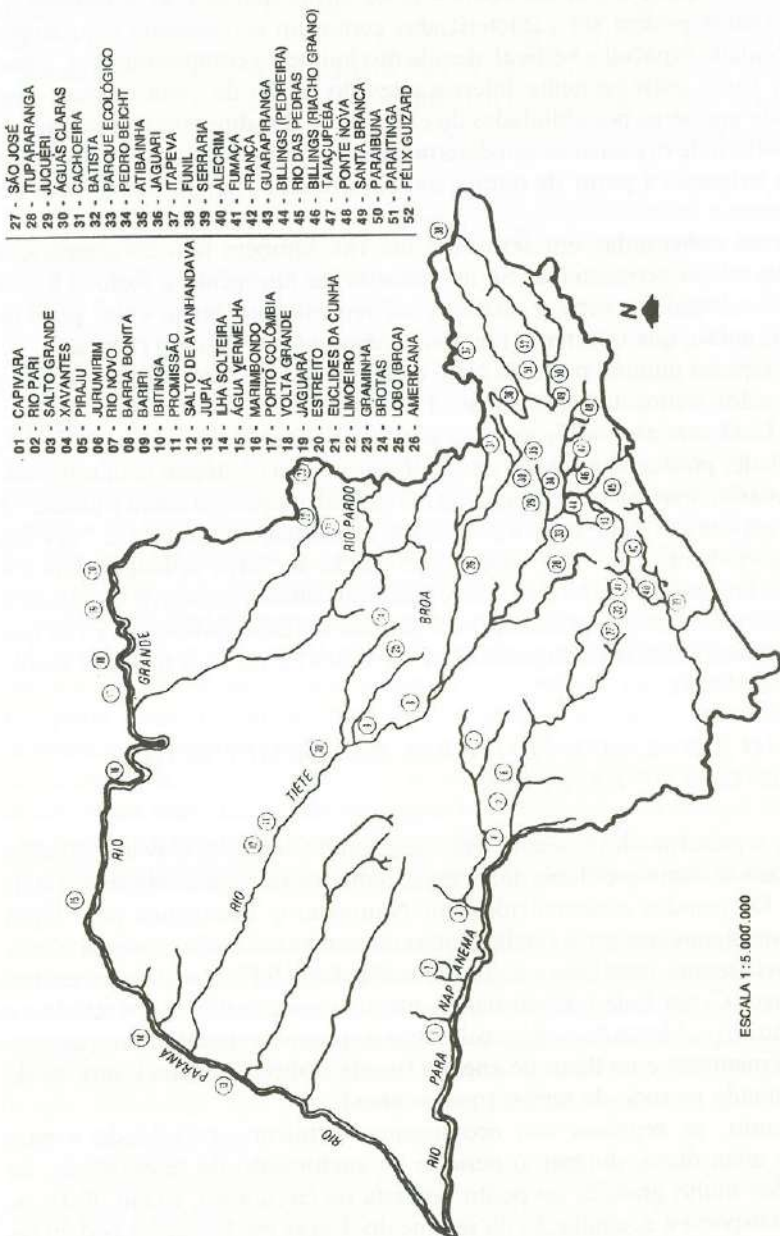 01 - CAPIVARA
02 - RIO PARI
03 - SALTO GRANDE
04 - XAVANTES
05 - PIRAJU
06 - JURUMIRIM
07 - RIO NOVO
08 - BARRA BONITA
09 - BARIRI
10 - IBITINGA
11 - PROMISSÃO
12 - SALTO DE AVANHANDAVA
13 - JUPIÁ
14 - ILHA SOLTEIRA
15 - ÁGUA VERMELHA
16 - MARIMBONDO
17 - PORTO COLÔMBIA
18 - VOLTA GRANDE
19 - JAGUARÁ
20 - ESTREITO
21 - EUCLIDES DA CUNHA
22 - LIMOEIRO
23 - GRAMINHA
24 - BROTAS
25 - LOBO (BROA)
26 - AMERICANA
27 - SÃO JOSÉ
28 - ITUPARARANGA
29 - JUQUERI
30 - ÁGUAS CLARAS
31 - CACHOEIRA
32 - BATISTA
33 - PARQUE ECOLÓGICO
34 - PEDRO BEICHT
35 - ATIBAINHA
36 - JAGUARI
37 - ITAPEVA
38 - FUNIL
39 - SERRARIA
40 - ALECRIM
41 - FUMAÇA
42 - FRANÇA
43 - GUARAPIRANGA
44 - BILLINGS (PEDREIRA)
45 - RIO DAS PEDRAS
46 - BILLINGS (RIACHO GRANO)
47 - TAIAÇUPEBA
48 - PONTE NOVA
49 - SANTA BRANCA
50 - PARAIBUNA
51 - PARAITINGA
52 - FÉLIX GUIZARD
RIO GRANDE
RIO PARDO
RIO TIETE
BROA
RIO PARANA
RIO PARA NAP ANEMA
N
ESCALA 1:5.000.000